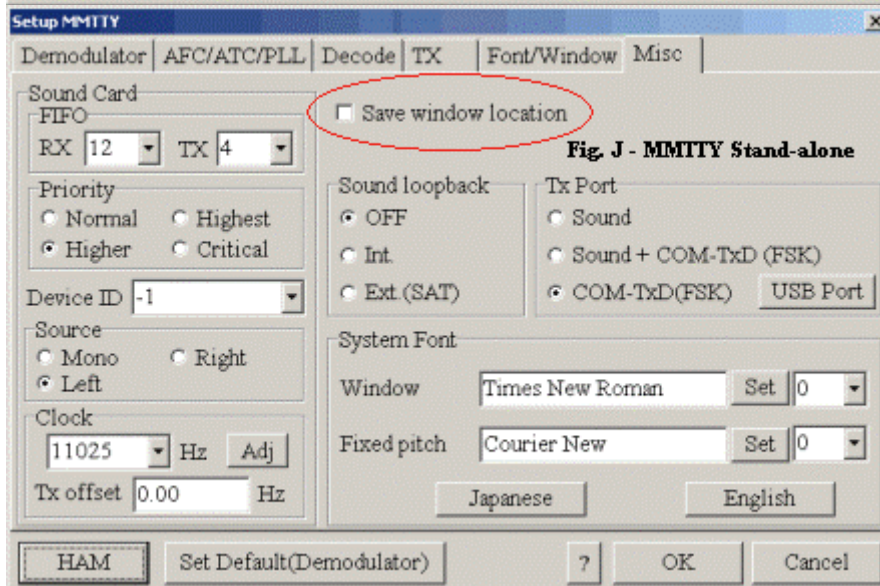 Setup MMTTY
Demodulator AFC/ATC/PLL Decode TX Font/Window Misc
Sound Card
FIFO
RX 12 TX 4
Priority
Normal Highest
Higher Critical
Device ID -1
Source
Mono Right
Left
Clock
11025 Hz Adj
Tx offset 0.00 Hz
Save window location
Fig. J - MMTTY Stand-alone
Sound loopback
OFF
Int.
Ext.(SAT)
Tx Port
Sound
Sound + COM-TxD (FSK)
COM-TxD(FSK) USB Port
System Font
Window Times New Roman Set 0
Fixed pitch Courier New Set 0
Japanese English
HAM Set Default(Demodulator) ? OK Cancel